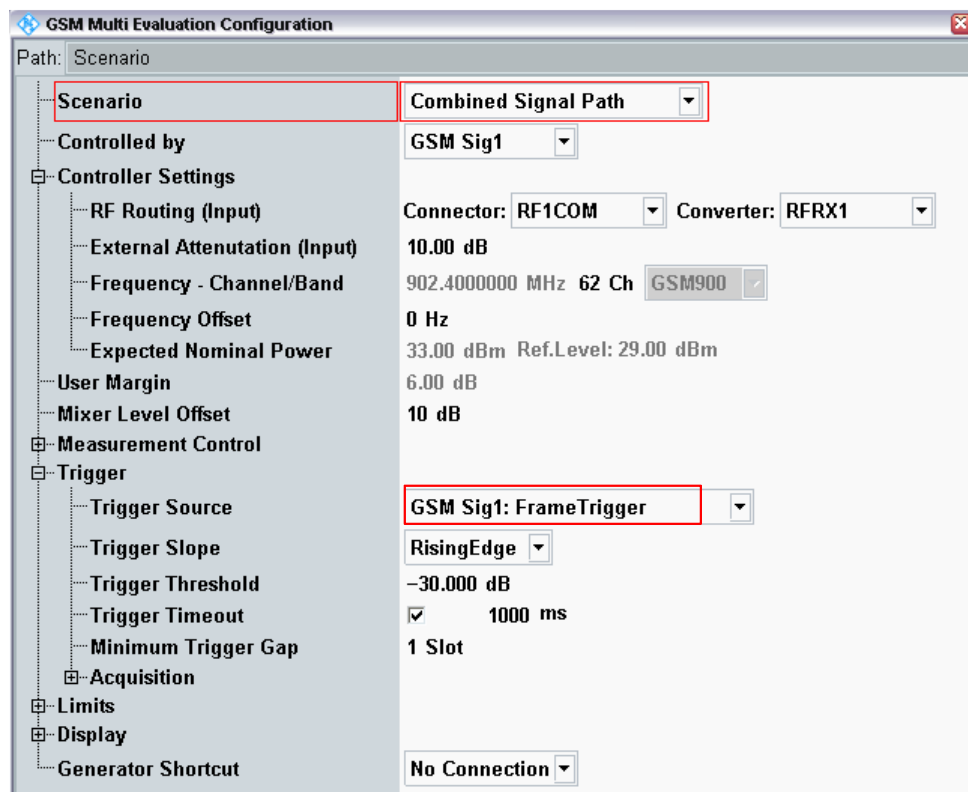 GSM Multi Evaluation Configuration
Path: Scenario
Scenario Combined Signal Path
Controlled by GSM Sig1
Controller Settings
RF Routing (Input) Connector: RF1COM Converter: RFRX1
External Attenutation (Input) 10.00 dB
Frequency - Channel/Band 902.4000000 MHz 62 Ch GSM900
Frequency Offset 0 Hz
Expected Nominal Power 33.00 dBm Ref.Level: 29.00 dBm
User Margin 6.00 dB
Mixer Level Offset 10 dB
Measurement Control
Trigger
Trigger Source GSM Sig1: FrameTrigger
Trigger Slope RisingEdge
Trigger Threshold -30.000 dB
Trigger Timeout 1000 ms
Minimum Trigger Gap 1 Slot
Acquisition
Limits
Display
Generator Shortcut No Connection